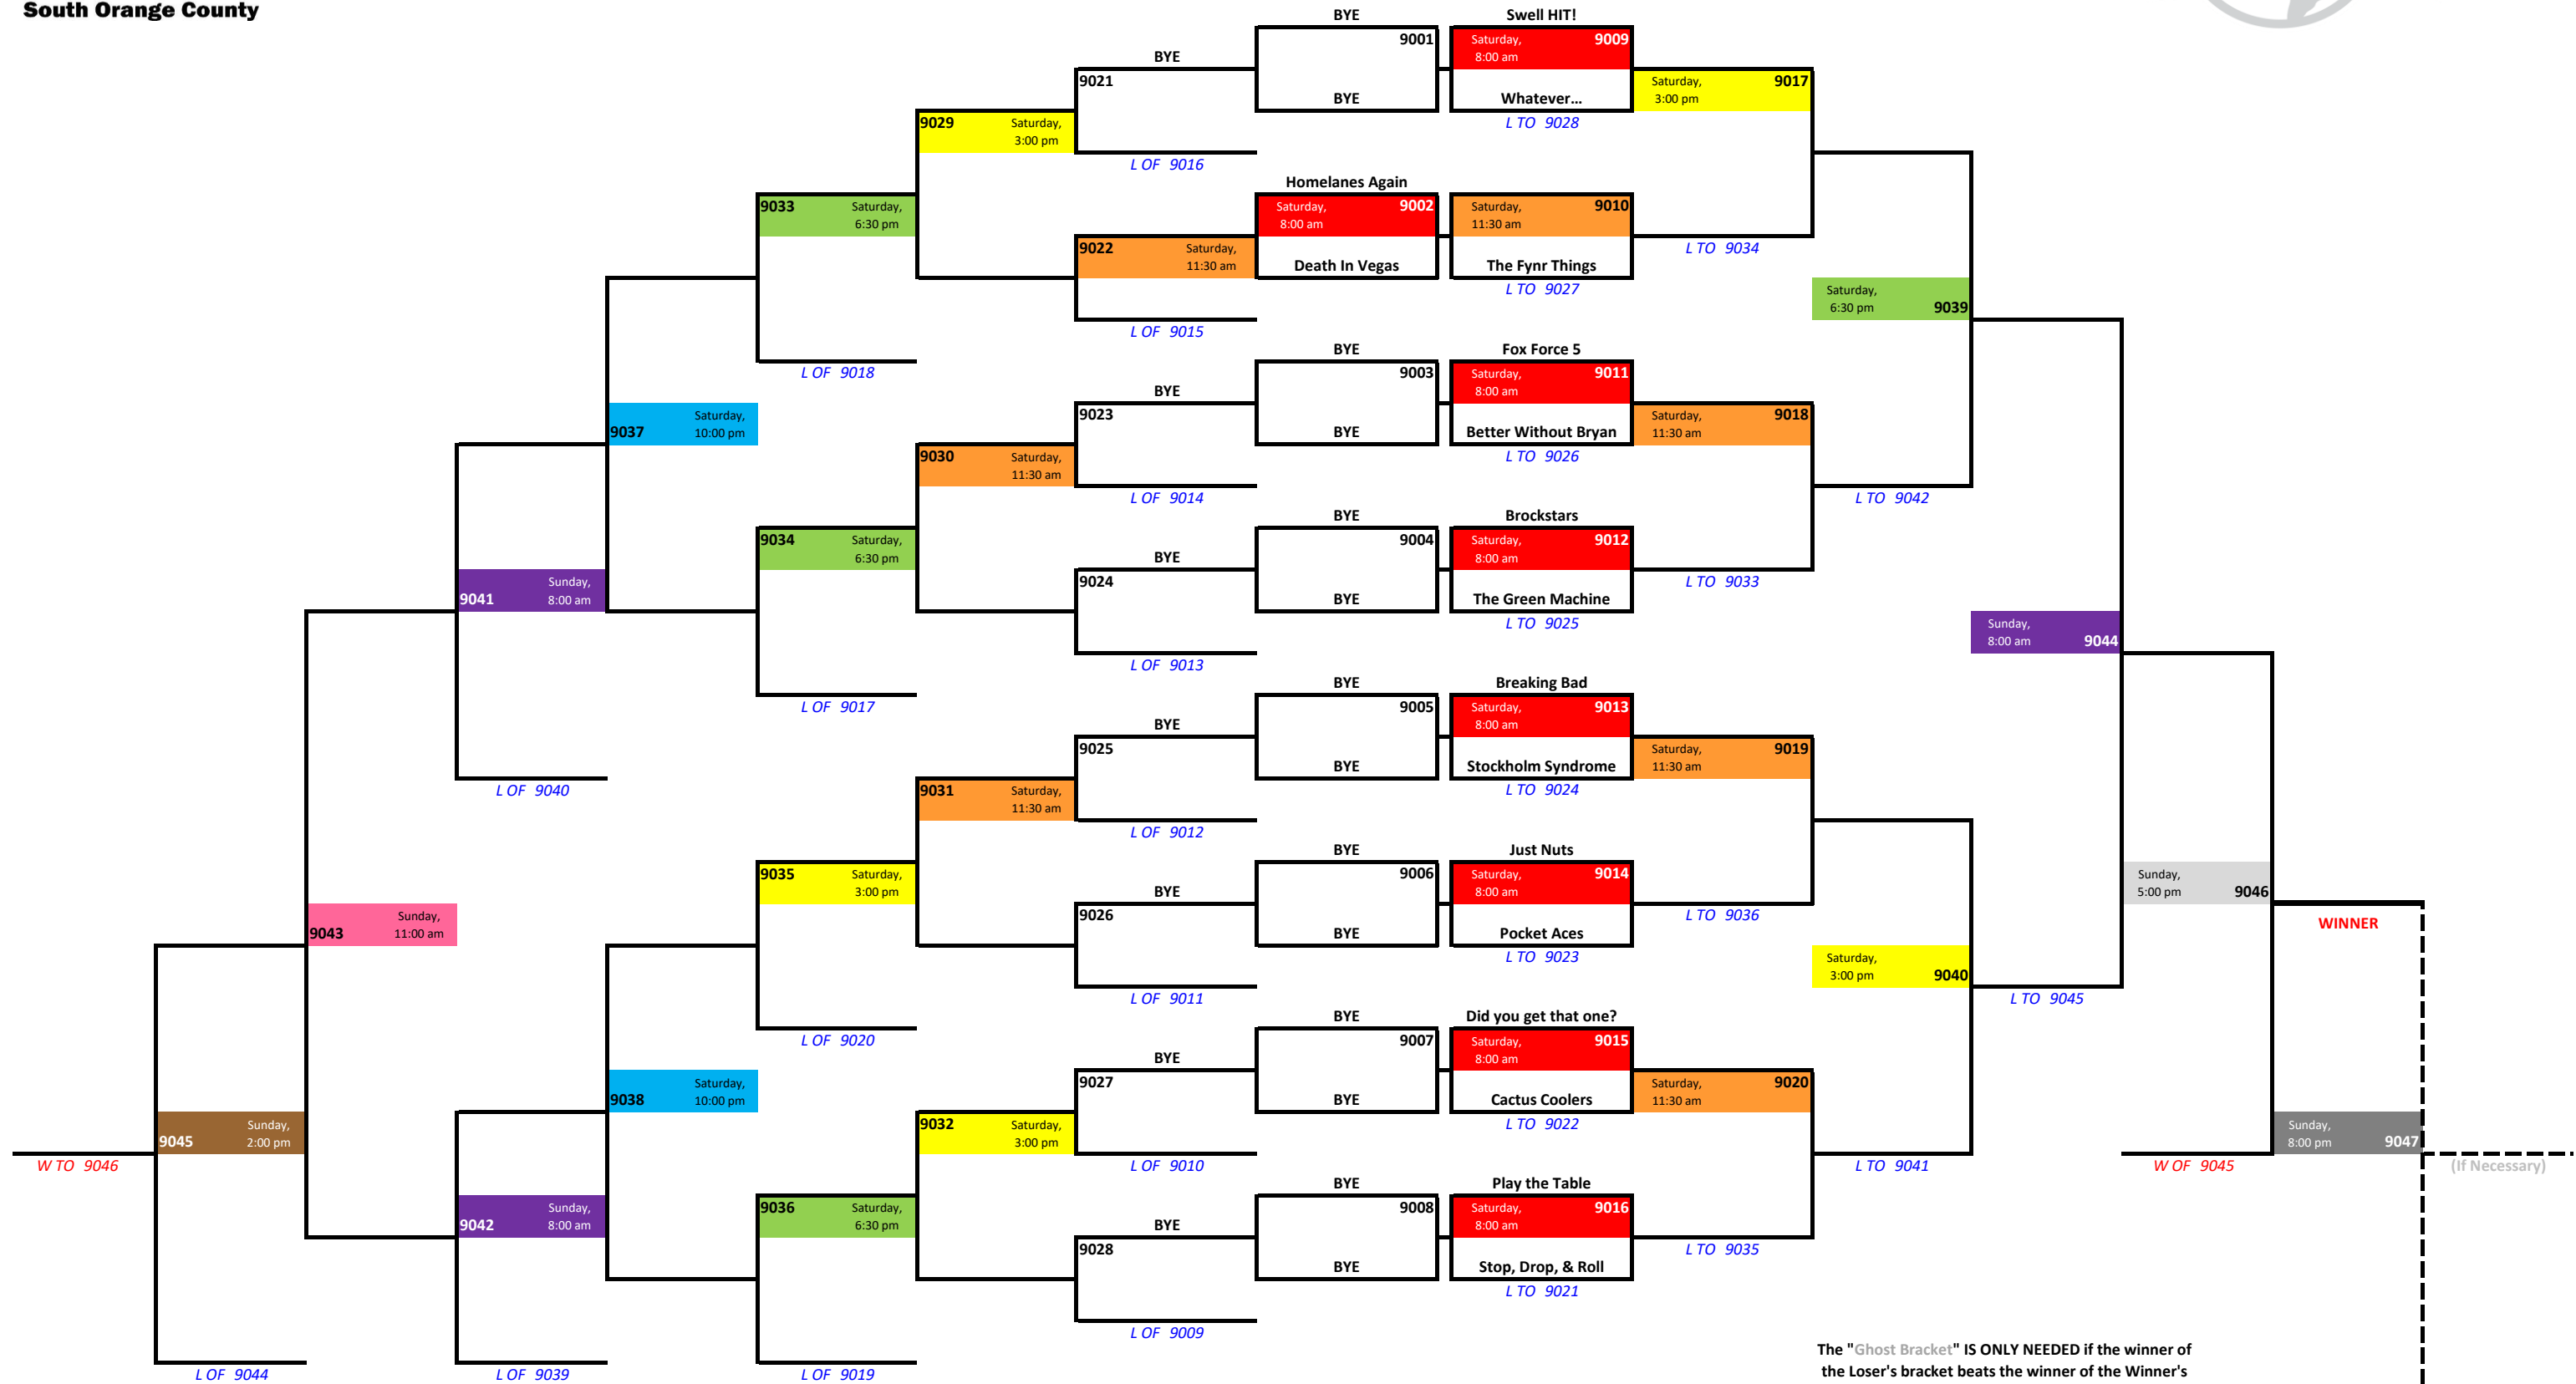 South Orange County
BYE Swell HIT!
9001 Saturday, 9009
8:00 am
BYE
9021 Saturday, 9017
3:00 pm
BYE Whatever...
9029 Saturday,
3:00 pm
L TO 9028
L OF 9016
Homelanes Again
9033 Saturday,
6:30 pm
Saturday, 9002
8:00 am
Saturday, 9010
11:30 am
9022 Saturday,
11:30 am
L TO 9034
Death In Vegas The Fynr Things
L TO 9027
Saturday,
6:30 pm 9039
L OF 9015
BYE Fox Force 5
L OF 9018
9003 Saturday, 9011
8:00 am
BYE
9023 Saturday, 9018
11:30 am
Saturday,
9037 10:00 pm
BYE Better Without Bryan
9030 Saturday,
11:30 am
L TO 9026
L OF 9014
L TO 9042
BYE Brockstars
9034 Saturday,
6:30 pm
9004 Saturday, 9012
8:00 am
BYE
9024
L TO 9033
Sunday,
9041 8:00 am
BYE The Green Machine
L TO 9025
Sunday,
8:00 am 9044
L OF 9013
BYE Breaking Bad
L OF 9017
9005 Saturday, 9013
8:00 am
BYE
9025 Saturday, 9019
11:30 am
BYE Stockholm Syndrome
L OF 9040
9031 Saturday,
11:30 am
L TO 9024
L OF 9012
BYE Just Nuts
9035 Saturday,
3:00 pm
9006 Saturday, 9014
8:00 am
Sunday,
5:00 pm 9046
BYE
9026
L TO 9036
Sunday,
9043 11:00 am
BYE Pocket Aces
WINNER
L TO 9023
Saturday,
3:00 pm 9040
L OF 9011
L TO 9045
BYE Did you get that one?
L OF 9020
9007 Saturday, 9015
8:00 am
BYE
9027 Saturday, 9020
11:30 am
Saturday,
9038 10:00 pm
BYE Cactus Coolers
9032 Saturday,
3:00 pm
L TO 9022
Sunday,
9045 2:00 pm
Sunday,
8:00 pm 9047
W TO 9046
L OF 9010
L TO 9041
W OF 9045
(If Necessary)
BYE Play the Table
9036 Saturday,
6:30 pm
9008 Saturday, 9016
8:00 am
Sunday,
9042 8:00 am
BYE
9028
L TO 9035
BYE Stop, Drop, & Roll
L TO 9021
L OF 9009
The "Ghost Bracket" IS ONLY NEEDED if the winner of
the Loser's bracket beats the winner of the Winner's
L OF 9044 L OF 9039 L OF 9019